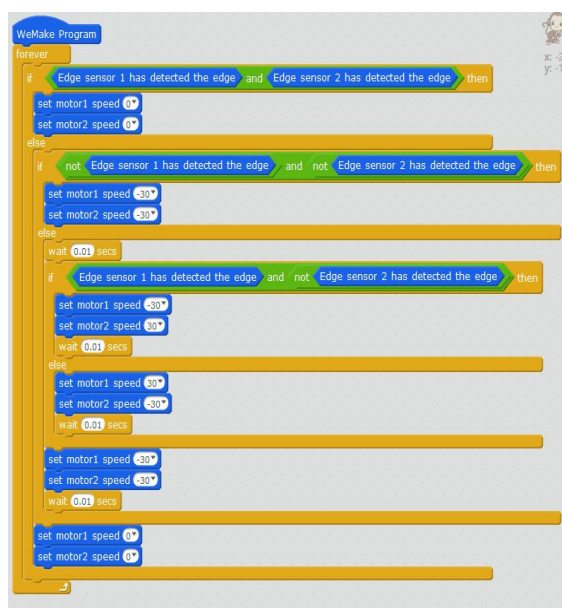 WeMake Program
forever
if Edge sensor 1 has detected the edge and Edge sensor 2 has detected the edge then
set motor1 speed 0
set motor2 speed 0
else
if not Edge sensor 1 has detected the edge and not Edge sensor 2 has detected the edge then
set motor1 speed -30
set motor2 speed -30
else
wait 0.01 secs
if Edge sensor 1 has detected the edge and not Edge sensor 2 has detected the edge then
set motor1 speed -30
set motor2 speed 30
wait 0.01 secs
else
set motor1 speed 30
set motor2 speed -30
wait 0.01 secs
set motor1 speed -30
set motor2 speed -30
wait 0.01 secs
set motor1 speed 0
set motor2 speed 0
x:
y: